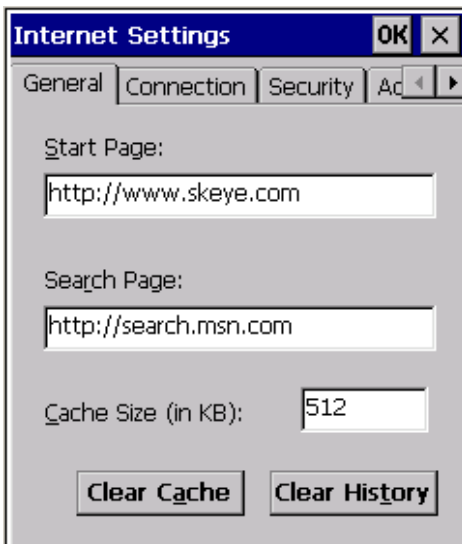 Internet Settings OK ×
General Connection Security Ad
Start Page:
http://www.skeye.com
Search Page:
http://search.msn.com
Cache Size (in KB): 512
Clear Cache Clear History